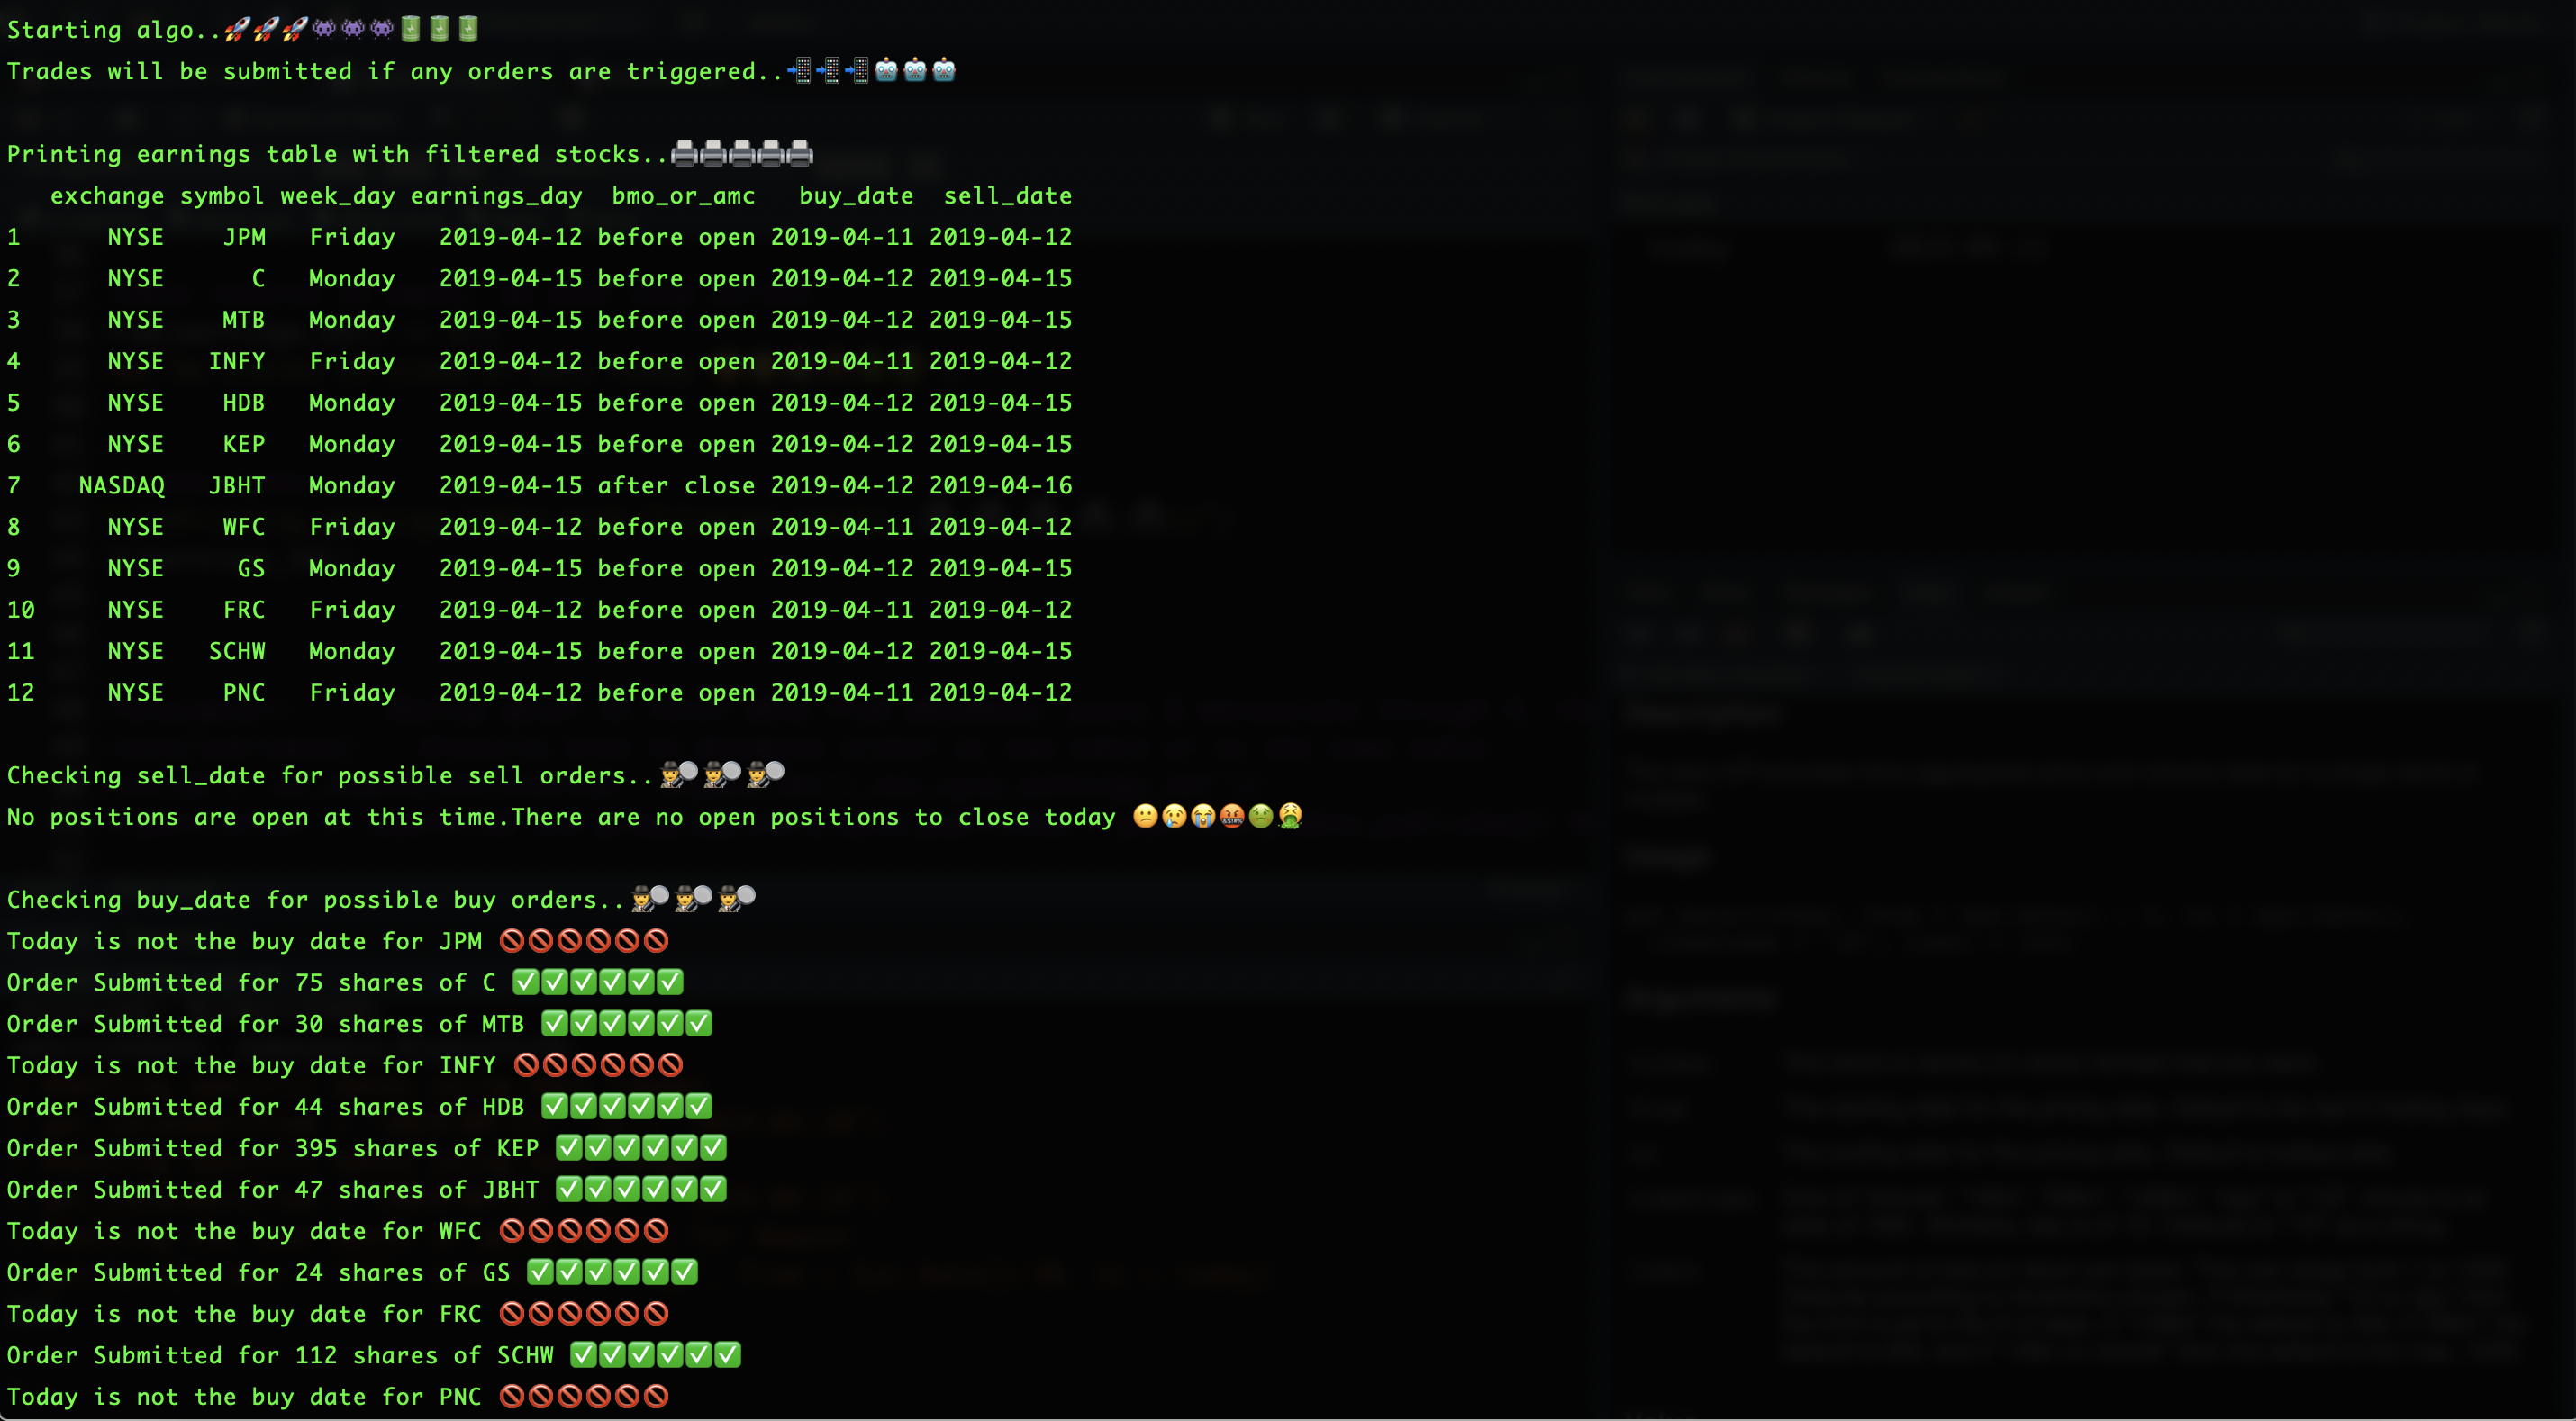 Starting algo..🚀🚀🚀👾👾👾🔋🔋🔋
Trades will be submitted if any orders are triggered..📲📲📲🤖🤖🤖
Printing earnings table with filtered stocks..🖨🖨🖨🖨🖨
exchange symbol week_day earnings_day bmo_or_amc buy_date sell_date
1 NYSE JPM Friday 2019-04-12 before open 2019-04-11 2019-04-12
2 NYSE C Monday 2019-04-15 before open 2019-04-12 2019-04-15
3 NYSE MTB Monday 2019-04-15 before open 2019-04-12 2019-04-15
4 NYSE INFY Friday 2019-04-12 before open 2019-04-11 2019-04-12
5 NYSE HDB Monday 2019-04-15 before open 2019-04-12 2019-04-15
6 NYSE KEP Monday 2019-04-15 before open 2019-04-12 2019-04-15
7 NASDAQ JBHT Monday 2019-04-15 after close 2019-04-12 2019-04-16
8 NYSE WFC Friday 2019-04-12 before open 2019-04-11 2019-04-12
9 NYSE GS Monday 2019-04-15 before open 2019-04-12 2019-04-15
10 NYSE FRC Friday 2019-04-12 before open 2019-04-11 2019-04-12
11 NYSE SCHW Monday 2019-04-15 before open 2019-04-12 2019-04-15
12 NYSE PNC Friday 2019-04-12 before open 2019-04-11 2019-04-12
Checking sell_date for possible sell orders..🕵🕵🕵
No positions are open at this time.There are no open positions to close today 😕😢😭🤬🤢🤮
Checking buy_date for possible buy orders..🕵🕵🕵
Today is not the buy date for JPM 🚫🚫🚫🚫🚫🚫
Order Submitted for 75 shares of C ✅✅✅✅✅✅
Order Submitted for 30 shares of MTB ✅✅✅✅✅✅
Today is not the buy date for INFY 🚫🚫🚫🚫🚫🚫
Order Submitted for 44 shares of HDB ✅✅✅✅✅✅
Order Submitted for 395 shares of KEP ✅✅✅✅✅✅
Order Submitted for 47 shares of JBHT ✅✅✅✅✅✅
Today is not the buy date for WFC 🚫🚫🚫🚫🚫🚫
Order Submitted for 24 shares of GS ✅✅✅✅✅✅
Today is not the buy date for FRC 🚫🚫🚫🚫🚫🚫
Order Submitted for 112 shares of SCHW ✅✅✅✅✅✅
Today is not the buy date for PNC 🚫🚫🚫🚫🚫🚫